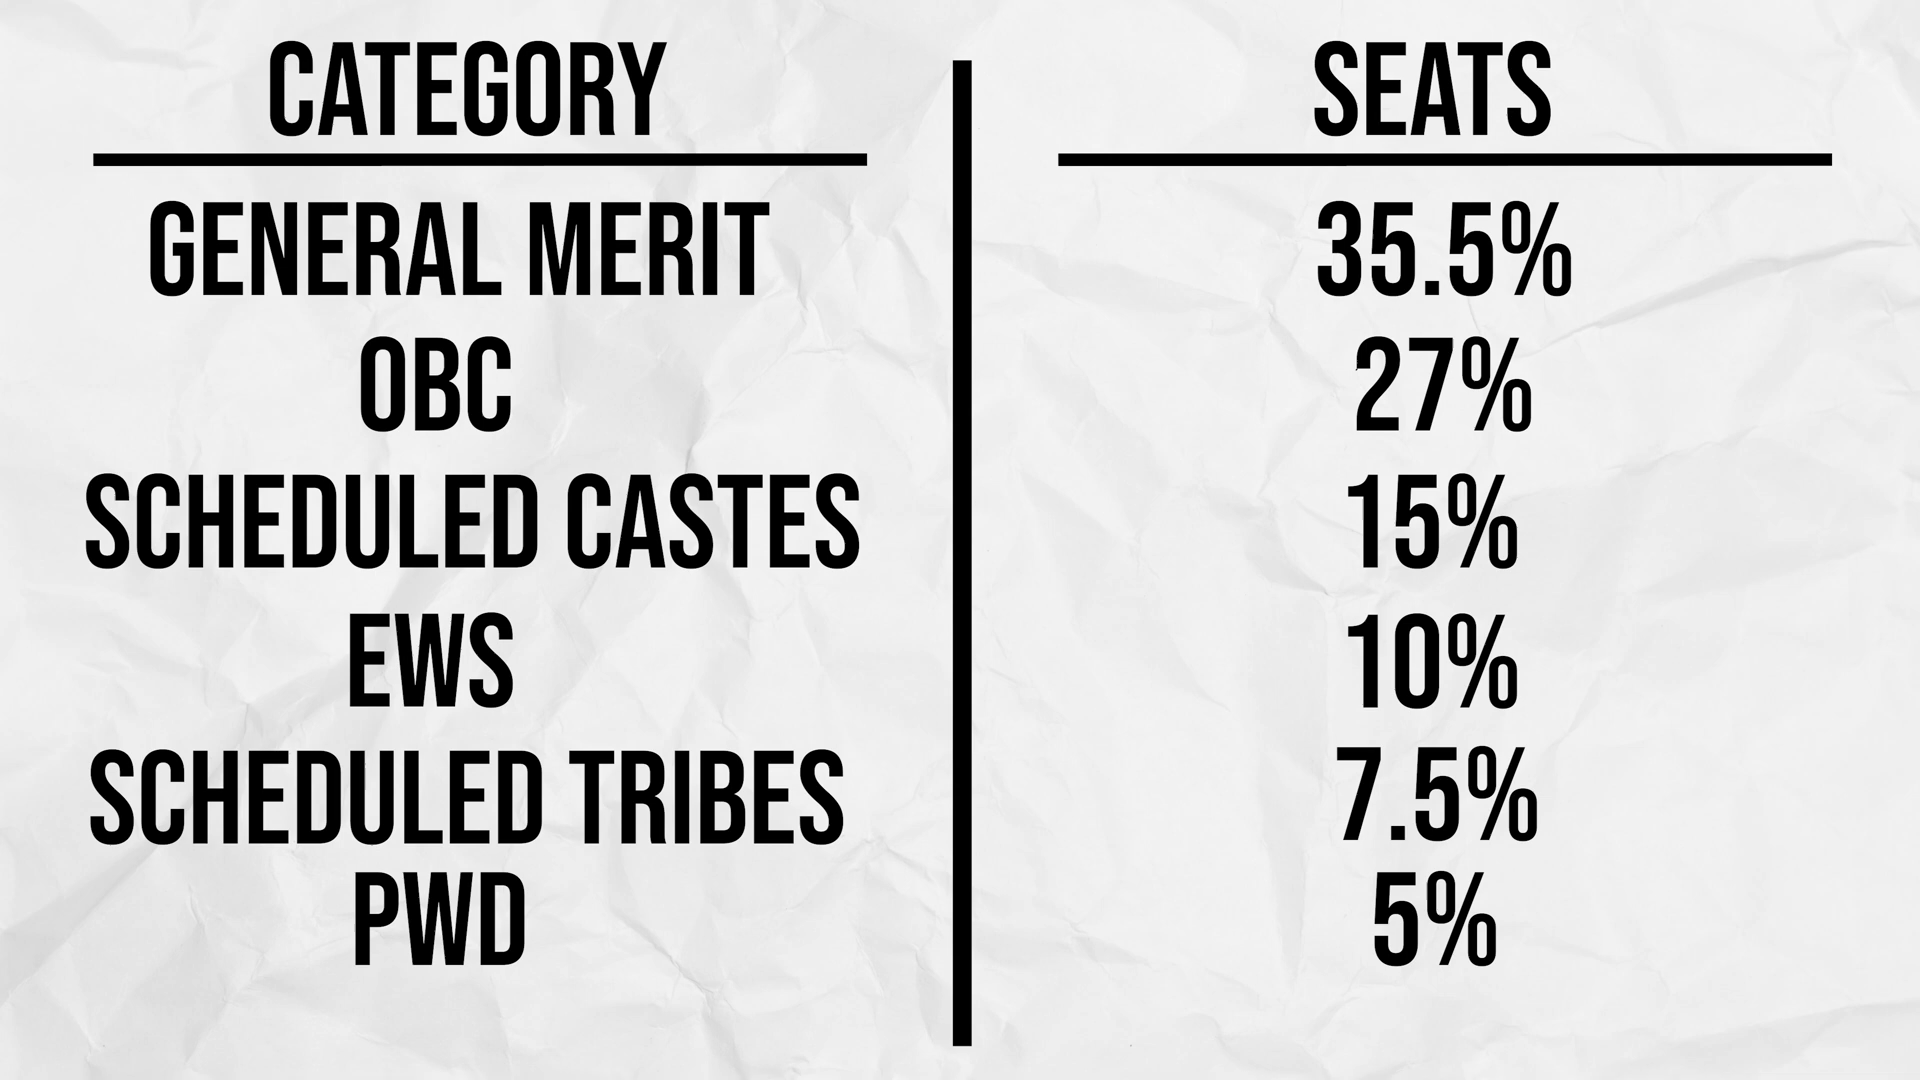 CATEGORY SEATS
GENERAL MERIT 35.5%
OBC 27%
SCHEDULED CASTES 15%
EWS 10%
SCHEDULED TRIBES 7.5%
PWD 5%